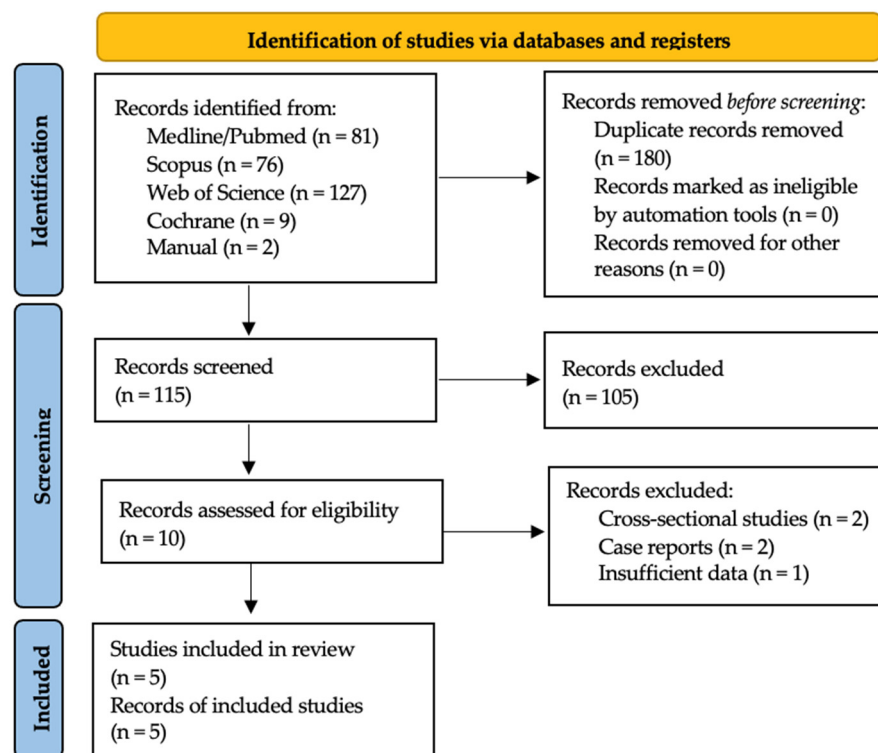 Identification of studies via databases and registers
Identification
Records identified from:
Medline/Pubmed (n = 81)
Scopus (n = 76)
Web of Science (n = 127)
Cochrane (n = 9)
Manual (n = 2)
Records removed before screening:
Duplicate records removed
(n = 180)
Records marked as ineligible
by automation tools (n = 0)
Records removed for other
reasons (n = 0)
Screening
Records screened
(n = 115)
Records excluded
(n = 105)
Records assessed for eligibility
(n = 10)
Records excluded:
Cross-sectional studies (n = 2)
Case reports (n = 2)
Insufficient data (n = 1)
Included
Studies included in review
(n = 5)
Records of included studies
(n = 5)